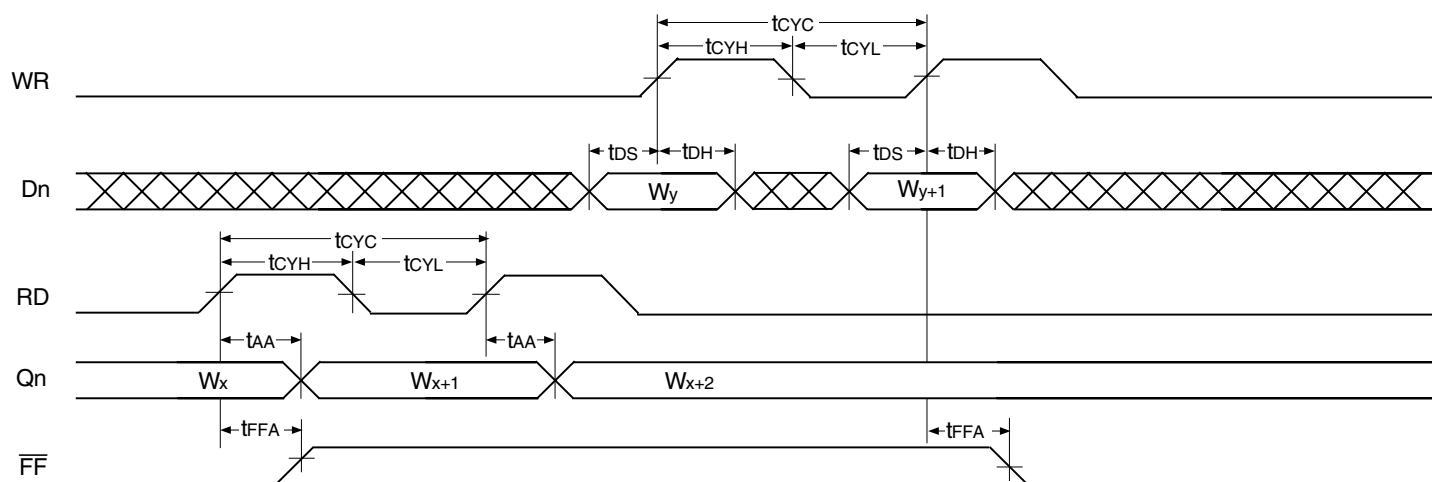 tCYC
tCYH tCYL
WR
tDS tDH tDS tDH
Dn Wy Wy+1
tCYC
tCYH tCYL
RD
tAA tAA
Qn Wx Wx+1 Wx+2
tFFA tFFA
F̅F̅